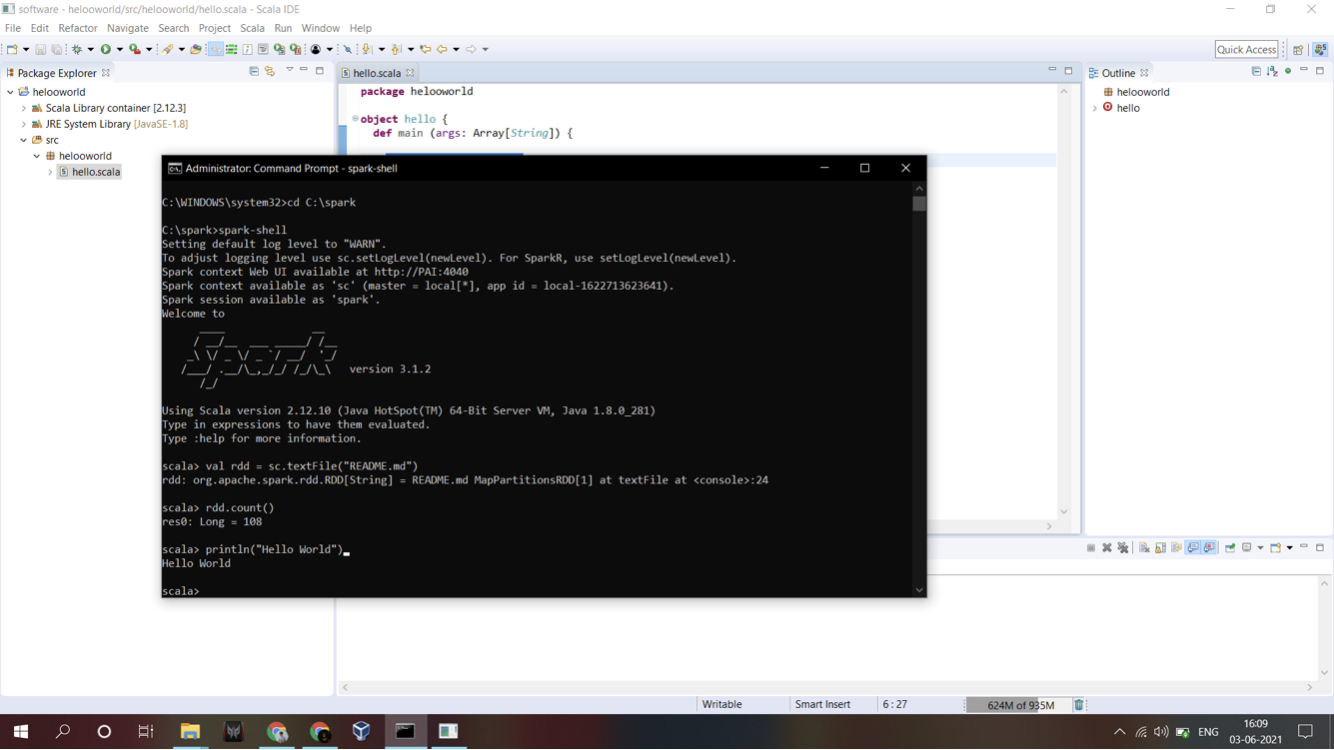 software - helooworld/src/helooworld/hello.scala - Scala IDE
File Edit Refactor Navigate Search Project Scala Run Window Help
Quick Access
Package Explorer
helooworld
Scala Library container [2.12.3]
JRE System Library [JavaSE-1.8]
src
helooworld
hello.scala
hello.scala
package helooworld
object hello {
def main (args: Array[String]) {
Outline
helooworld
hello
Administrator: Command Prompt - spark-shell
C:\WINDOWS\system32>cd C:\spark
C:\spark>spark-shell
Setting default log level to "WARN".
To adjust logging level use sc.setLogLevel(newLevel). For SparkR, use setLogLevel(newLevel).
Spark context Web UI available at http://PAI:4040
Spark context available as 'sc' (master = local[*], app id = local-1622713623641).
Spark session available as 'spark'.
Welcome to
Spark version 3.1.2
Using Scala version 2.12.10 (Java HotSpot(TM) 64-Bit Server VM, Java 1.8.0_281)
Type in expressions to have them evaluated.
Type :help for more information.
scala> val rdd = sc.textFile("README.md")
rdd: org.apache.spark.rdd.RDD[String] = README.md MapPartitionsRDD[1] at textFile at <console>:24
scala> rdd.count()
res0: Long = 108
scala> println("Hello World")
Hello World
scala>
Writable Smart Insert 6 : 27 624M of 935M
ENG
16:09
03-06-2021